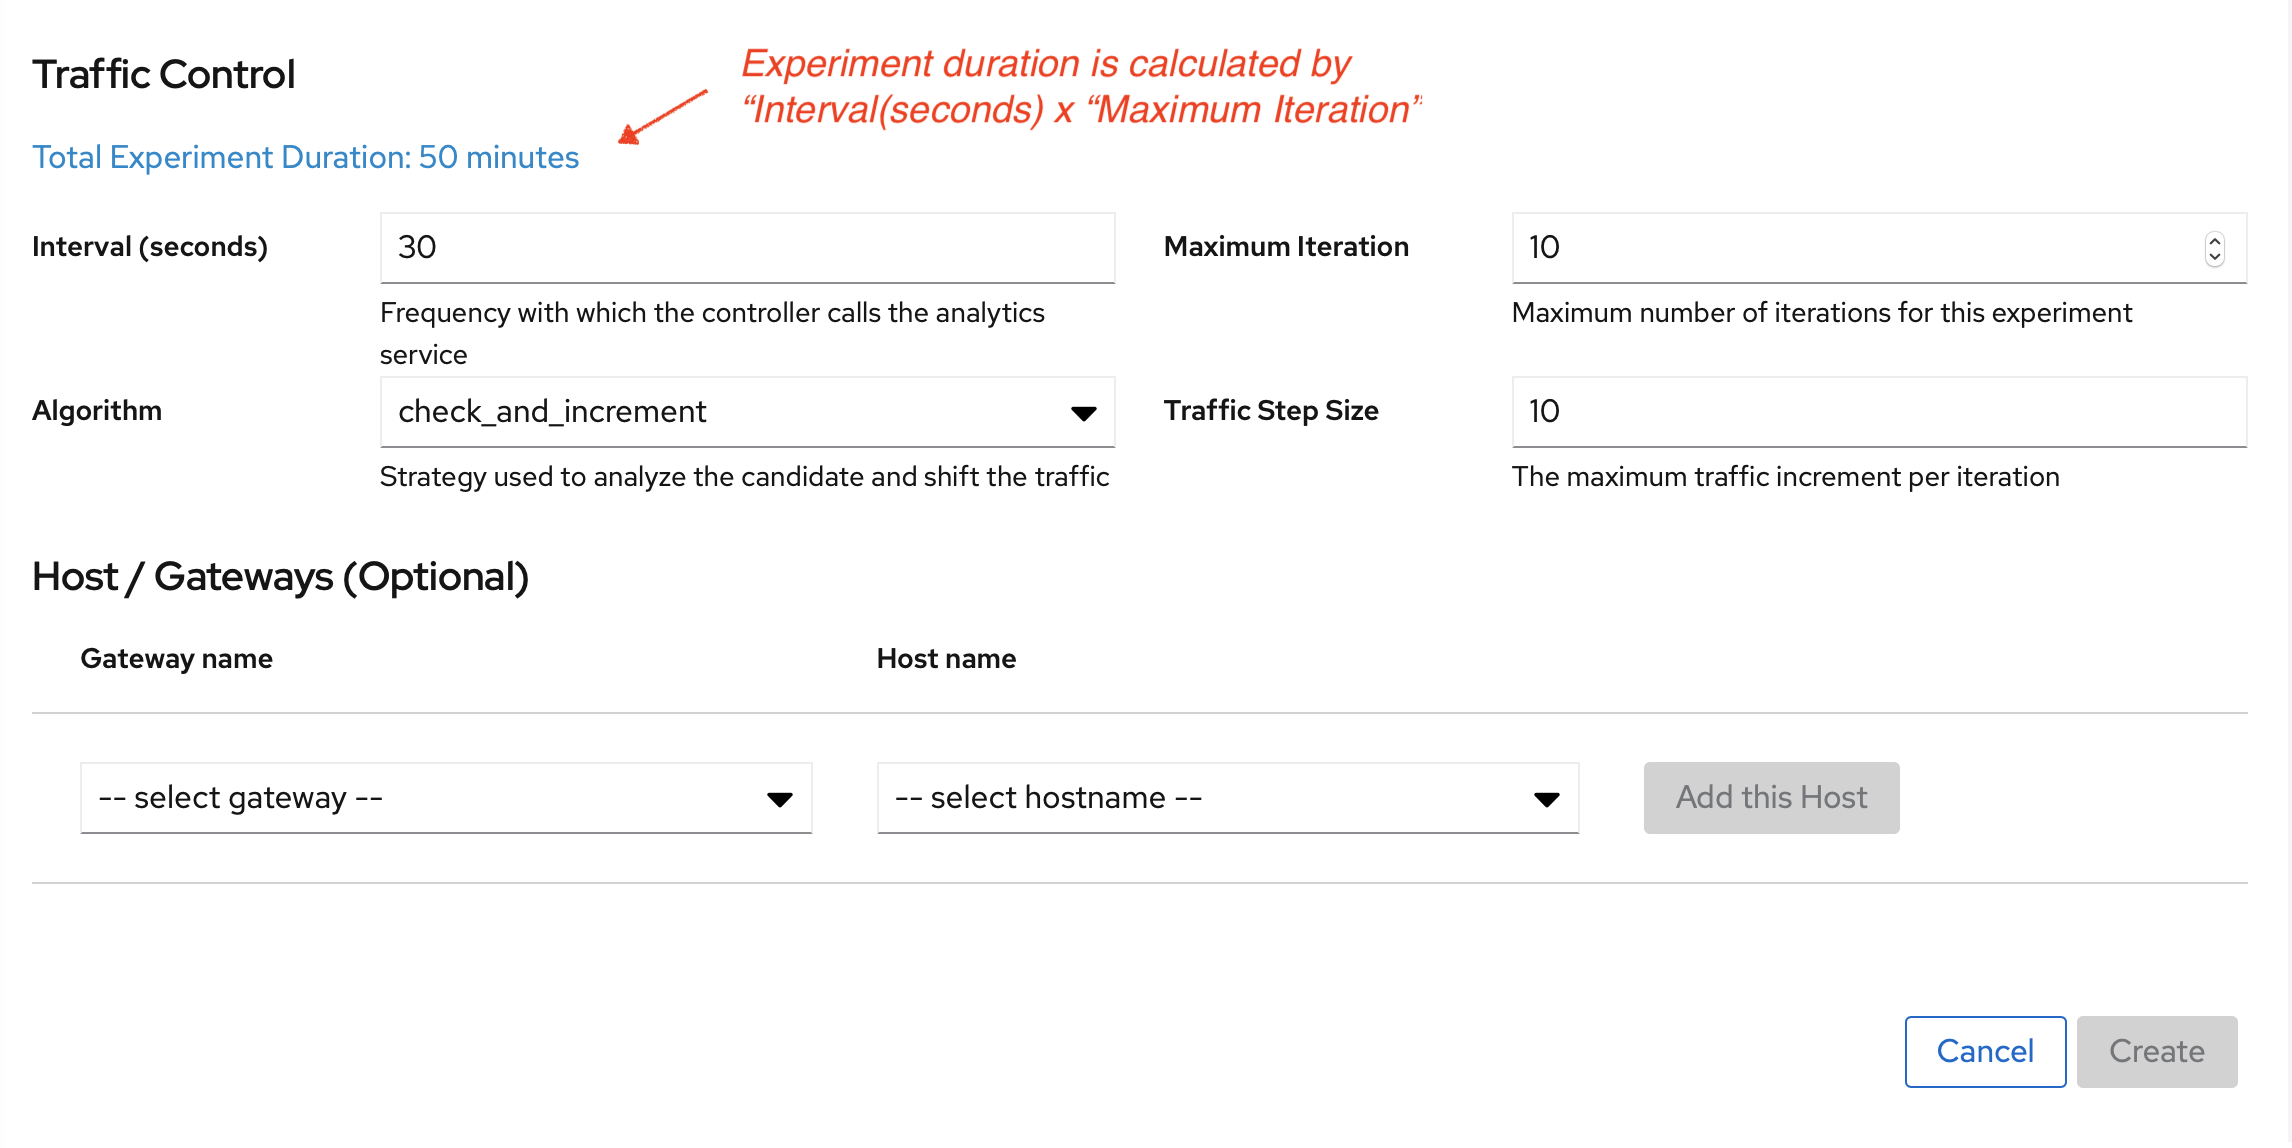 Traffic Control
Experiment duration is calculated by
“Interval(seconds) x “Maximum Iteration”
Total Experiment Duration: 50 minutes
Interval (seconds)
30
Maximum Iteration
10
Frequency with which the controller calls the analytics
service
Maximum number of iterations for this experiment
Algorithm
check_and_increment
Traffic Step Size
10
Strategy used to analyze the candidate and shift the traffic
The maximum traffic increment per iteration
Host / Gateways (Optional)
Gateway name
Host name
-- select gateway --
-- select hostname --
Add this Host
Cancel
Create